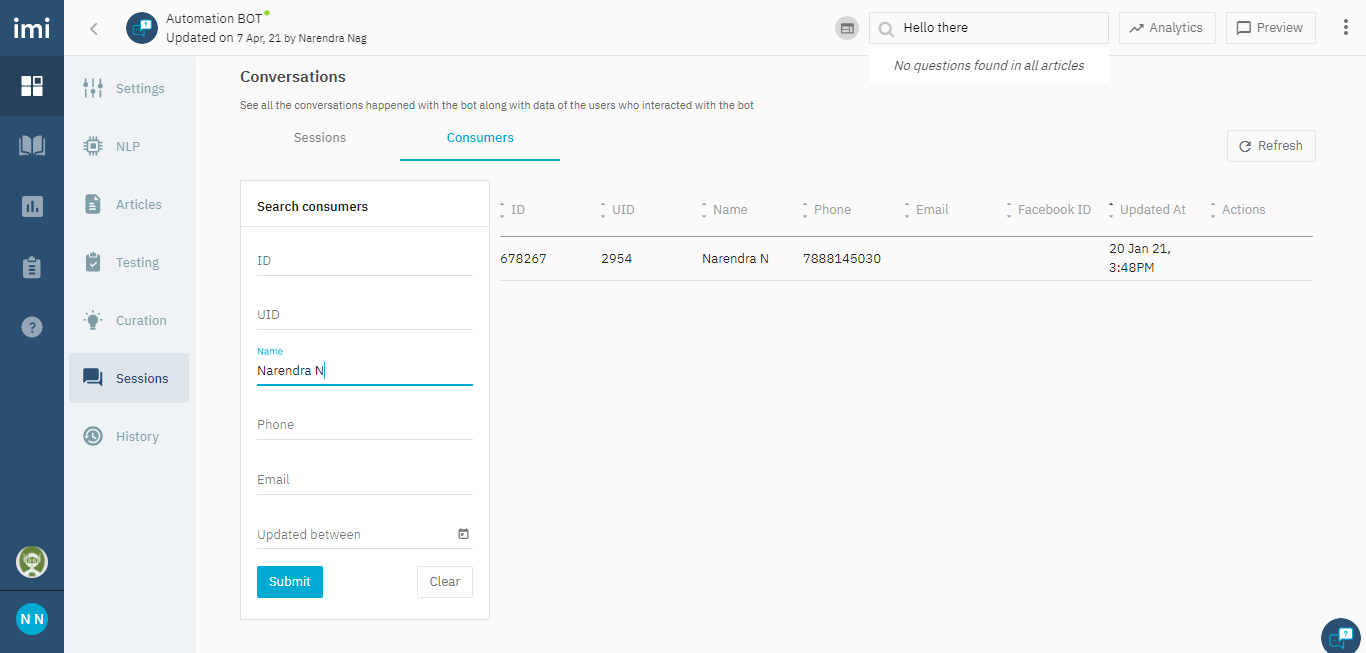 imi
Automation BOT
Updated on 7 Apr, 21 by Narendra Nag
Hello there
Analytics
Preview
No questions found in all articles
Settings
NLP
Articles
Testing
Curation
Sessions
History
N N
Conversations
See all the conversations happened with the bot along with data of the users who interacted with the bot
Sessions Consumers
Refresh
Search consumers
ID
UID
Name
Narendra N
Phone
Email
Updated between
Submit Clear
ID UID Name Phone Email Facebook ID Updated At Actions
678267 2954 Narendra N 7888145030 20 Jan 21,
3:48PM